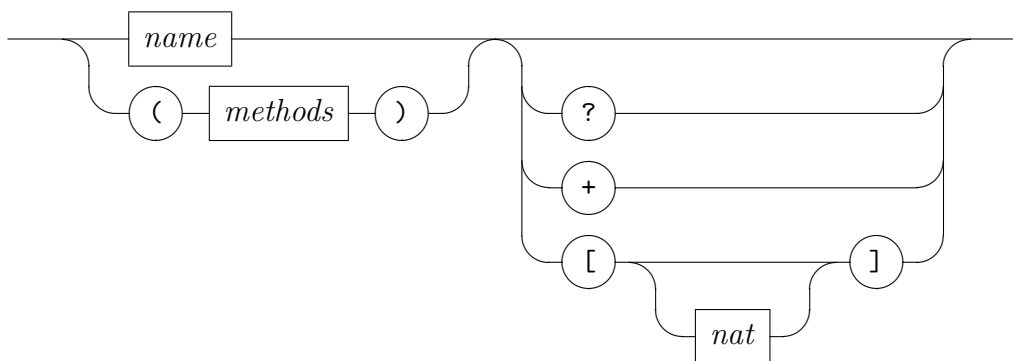 name
( methods ) ?
+
[ ]
nat